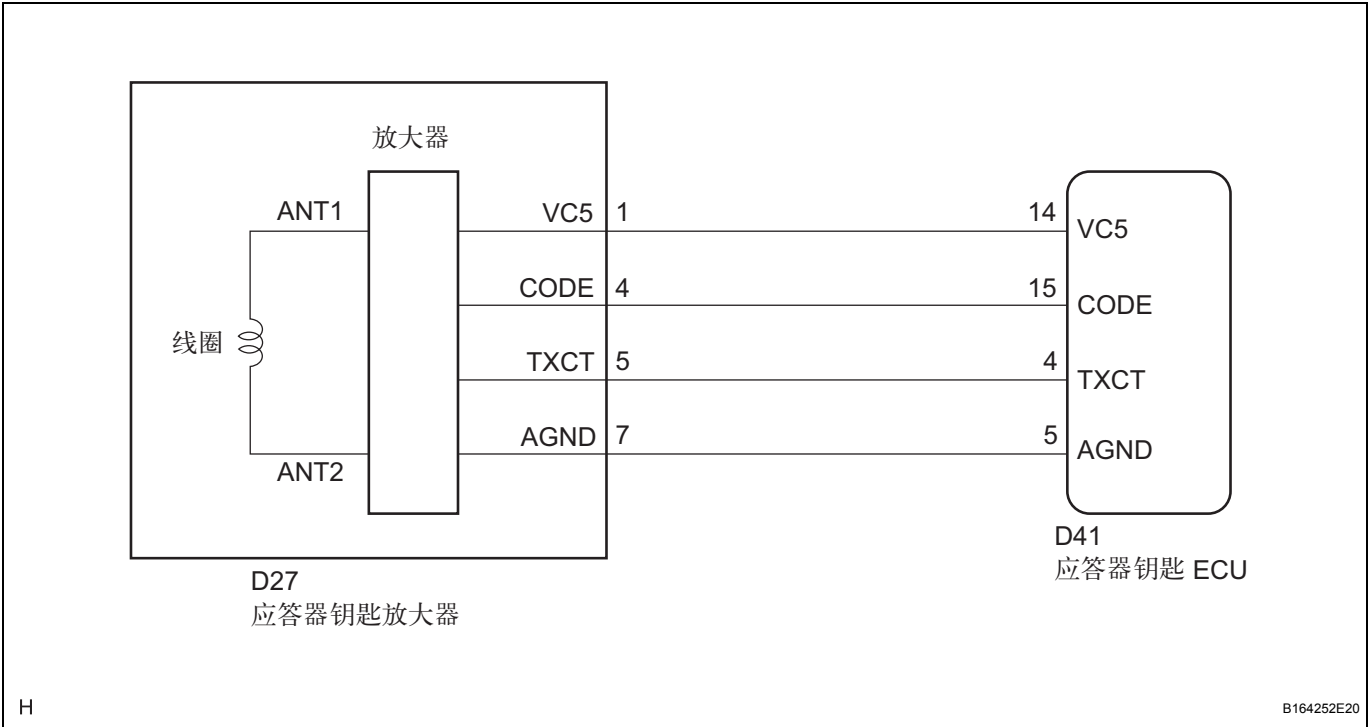 放大器
ANT1
VC5 1
14 VC5
CODE 4
15 CODE
线圈
TXCT 5
4 TXCT
AGND 7
5 AGND
ANT2
D27
应答器钥匙放大器
D41
应答器钥匙 ECU
H
B164252E20